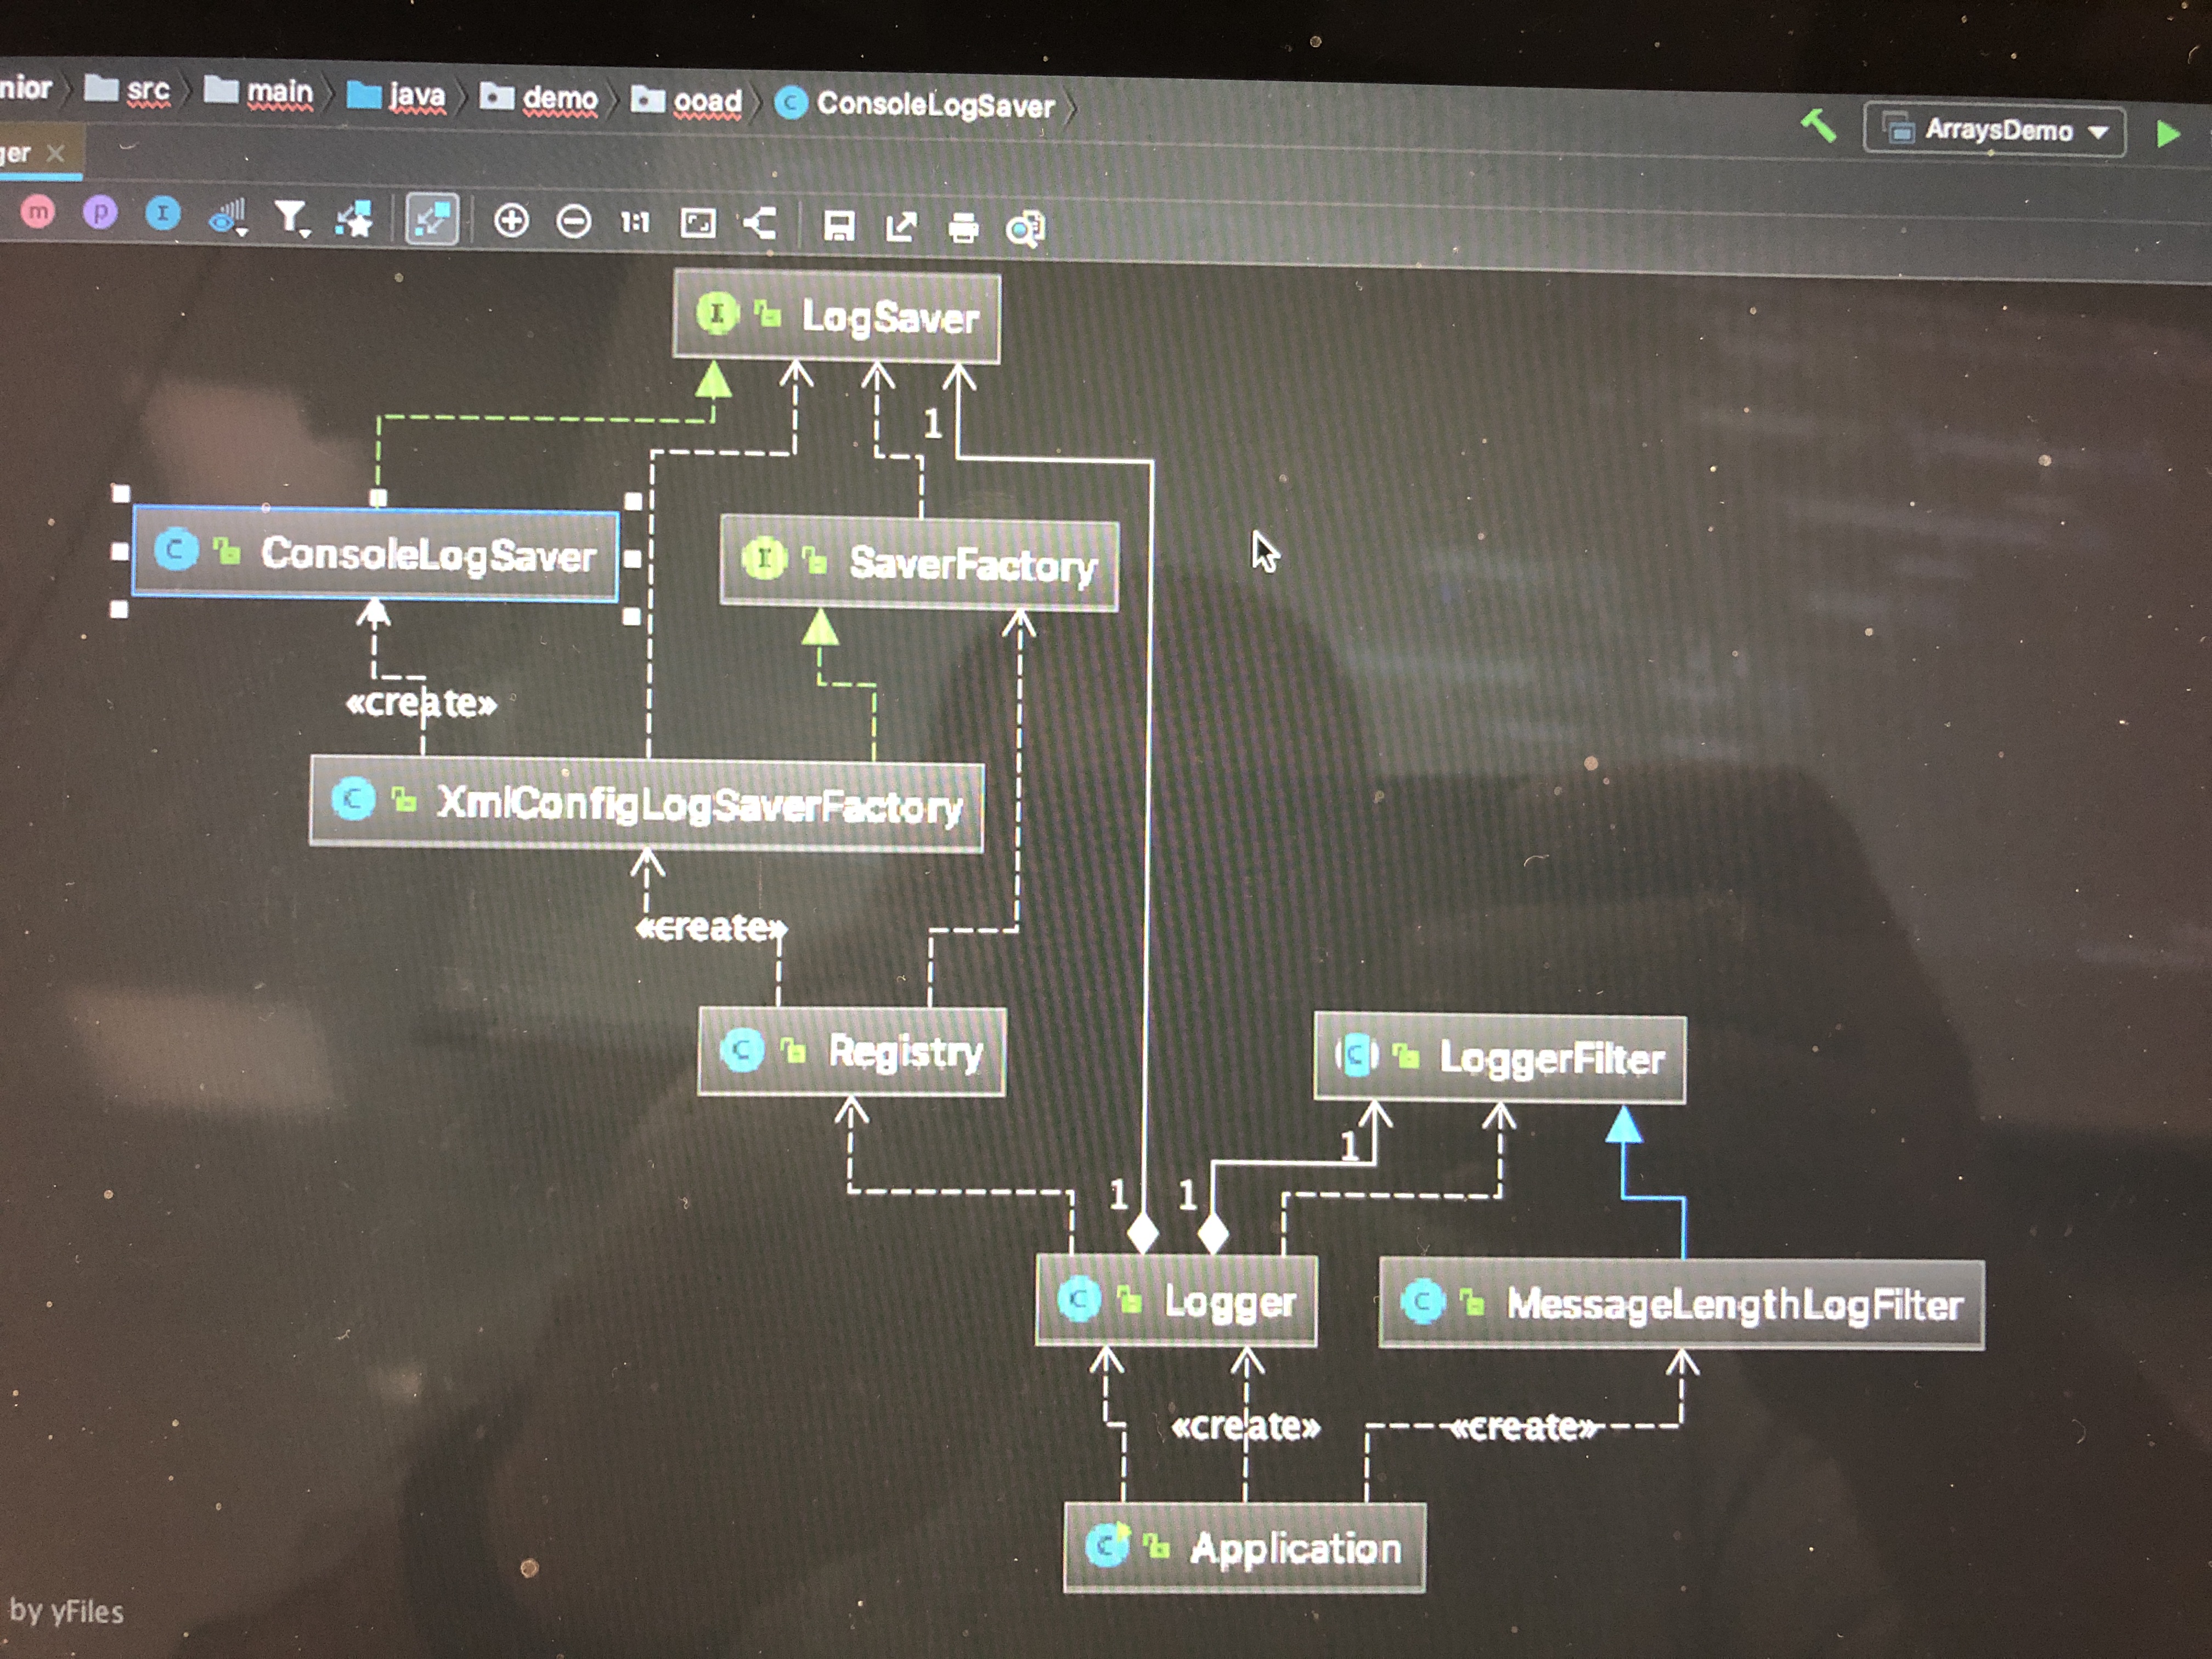 nior src main java demo ooad C ConsoleLogSaver ArraysDemo
ger ×
m p I 1:1
I LogSaver
1
C ConsoleLogSaver
I SaverFactory
«create»
C XmlConfigLogSaverFactory
«create»
C Registry
C LoggerFilter
1
1 1
C Logger
C MessageLengthLogFilter
«create» «create»
C Application
by yFiles